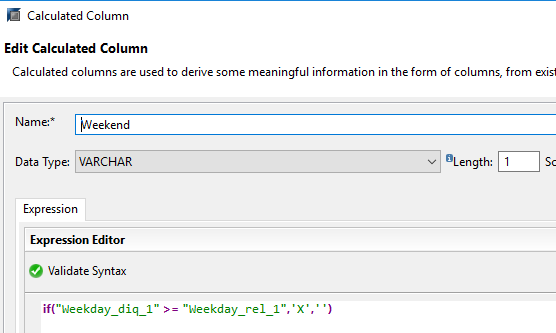 Calculated Column
Edit Calculated Column
Calculated columns are used to derive some meaningful information in the form of columns, from exist
Name:* Weekend
Data Type: VARCHAR Length: 1 Sc
Expression
Expression Editor
Validate Syntax
if("Weekday_diq_1" >= "Weekday_rel_1",'X','')